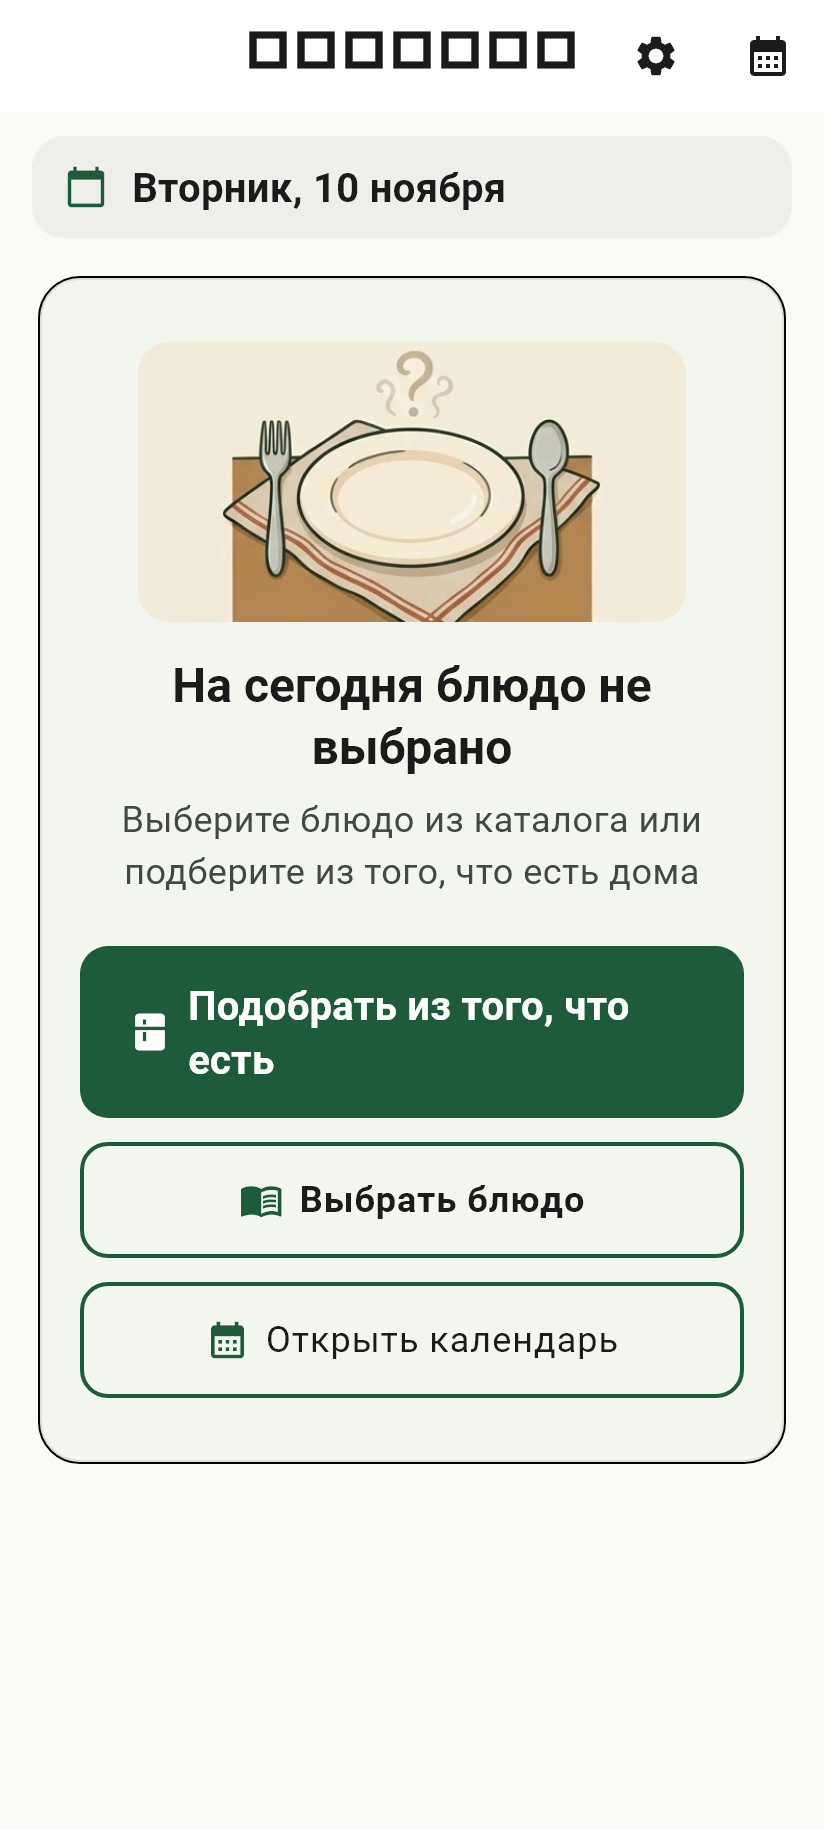 Вторник, 10 ноября
?
На сегодня блюдо не
выбрано
Выберите блюдо из каталога или
подберите из того, что есть дома
Подобрать из того, что
есть
Выбрать блюдо
Открыть календарь